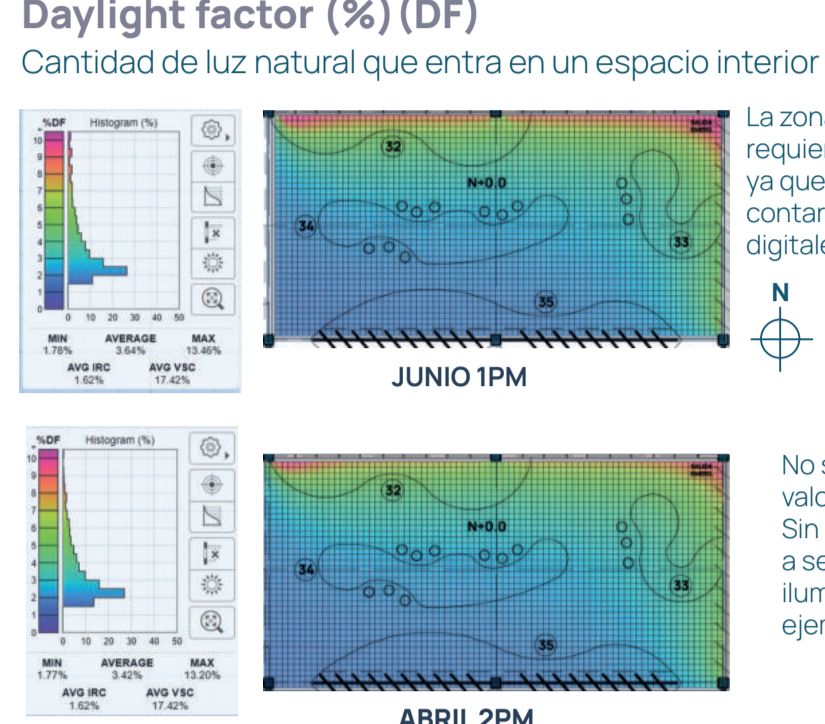 Daylight factor (%) (DF)
Cantidad de luz natural que entra en un espacio interior
%DF
Histogram (%)
10
9
8
7
6
5
4
3
2
1
0
0 10 20 30 40 50
MIN AVERAGE MAX
1.78% 3.64% 13.46%
AVG IRC AVG VSC
1.62% 17.42%
32
N+0.0
34
33
35
SALIDA
JUNIO 1PM
La zona
requier
ya que
contar
digitale
N
%DF
Histogram (%)
10
9
8
7
6
5
4
3
2
1
0
0 10 20 30 40 50
MIN AVERAGE MAX
1.77% 3.42% 13.20%
AVG IRC AVG VSC
1.62% 17.42%
32
N+0.0
34
33
35
SALIDA
ABRIL 2PM
No s
valo
Sin
a se
ilum
ejer